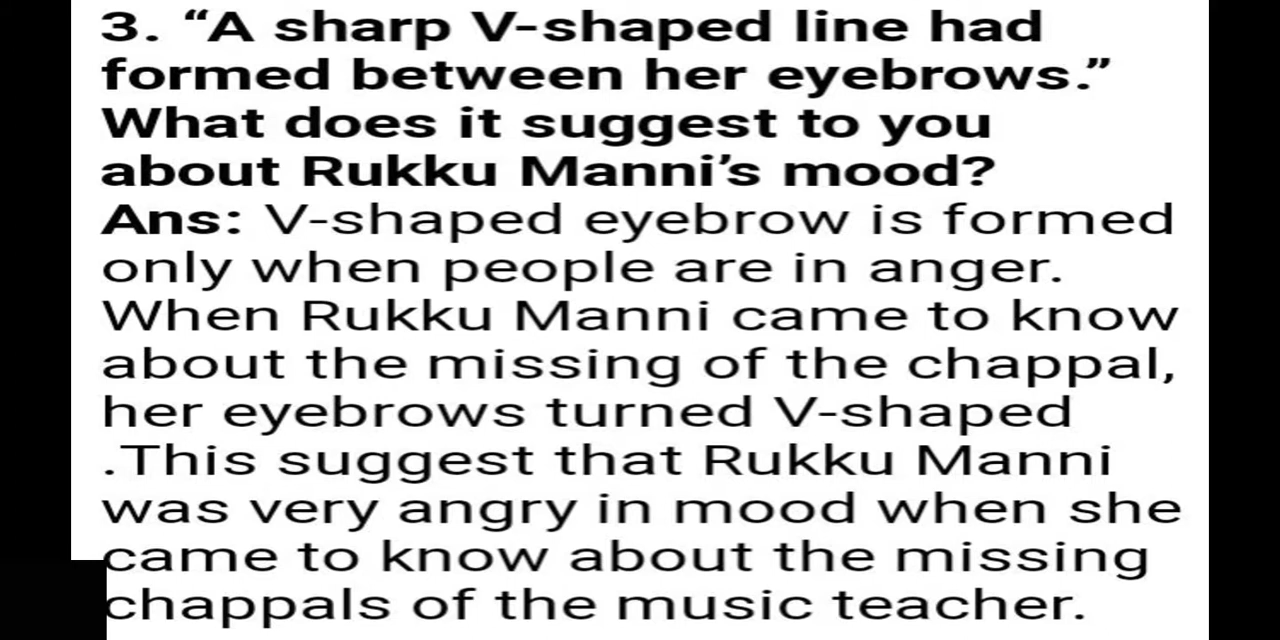 3. “A sharp V-shaped line had
formed between her eyebrows.”
What does it suggest to you
about Rukku Manni’s mood?
Ans: V-shaped eyebrow is formed
only when people are in anger.
When Rukku Manni came to know
about the missing of the chappal,
her eyebrows turned V-shaped
.This suggest that Rukku Manni
was very angry in mood when she
came to know about the missing
chappals of the music teacher.